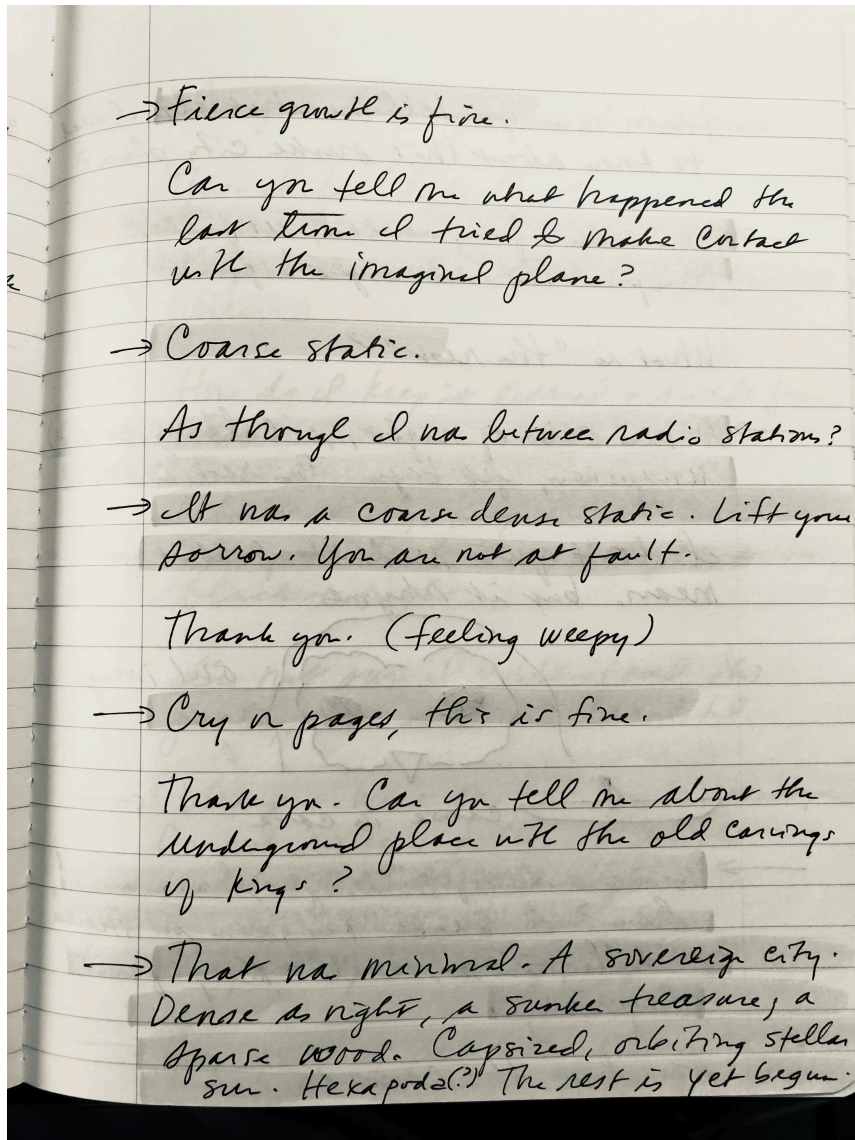 → Fierce growth is fine.
Can you tell me what happened the
last time I tried to make contact
with the imaginal plane?
→ Coarse static.
As though I was between radio stations?
→ It was a coarse dense static. Lift your
sorrow. You are not at fault.
Thank you. (feeling weepy)
→ Cry on pages, this is fine.
Thank you. Can you tell me about the
underground place with the old carvings
of kings?
→ That was minimal. A sovereign city.
Dense as night, a sunken treasure, a
sparse wood. Capsized, orbiting stellar
sun. Hexapoda(?) The rest is yet begun.